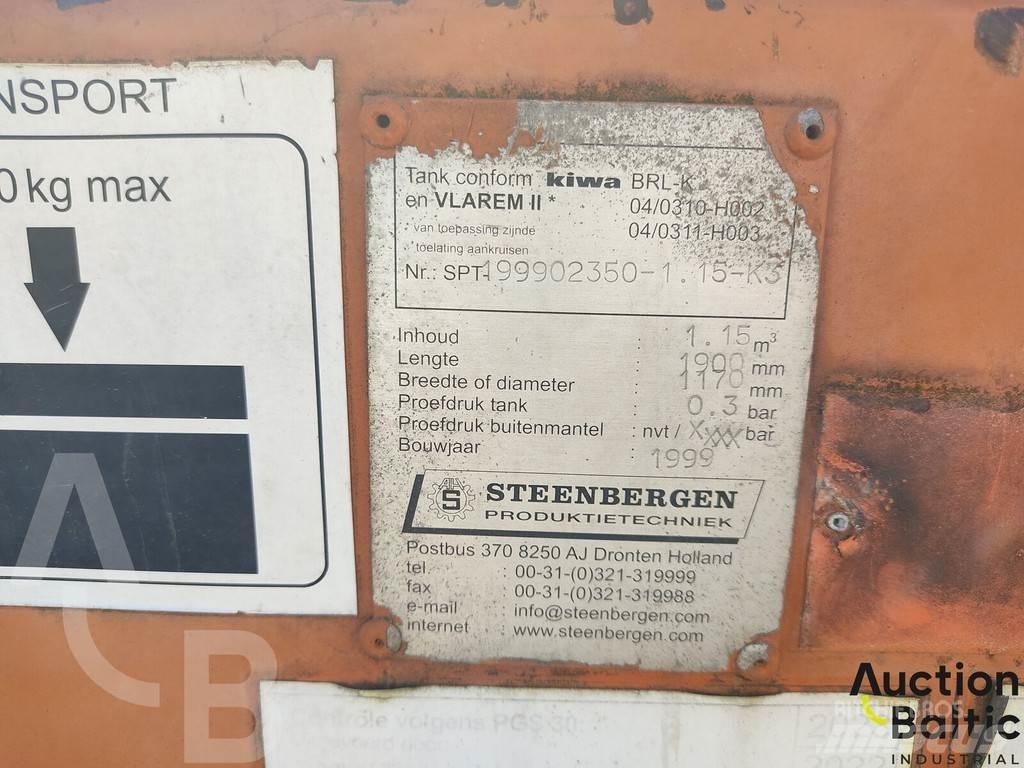 NSPORT
0 kg max
Tank conform kiwa BRL-K
en VLAREM II * 04/0310-H002
* van toepassing zijnde 04/0311-H003
toelating aankruisen
Nr.: SPT-199902350-1.15-K3
Inhoud : 1.15 m³
Lengte : 1900 mm
Breedte of diameter : 1170 mm
Proefdruk tank : 0.3 bar
Proefdruk buitenmantel : nvt / XXXX bar
Bouwjaar : 1999
STEENBERGEN
PRODUKTIETECHNIEK
Postbus 370 8250 AJ Dronten Holland
tel : 00-31-(0)321-319999
fax : 00-31-(0)321-319988
e-mail : info@steenbergen.com
internet : www.steenbergen.com
Controle volgens PGS 30:
Auction
Baltic
INDUSTRIAL
AB